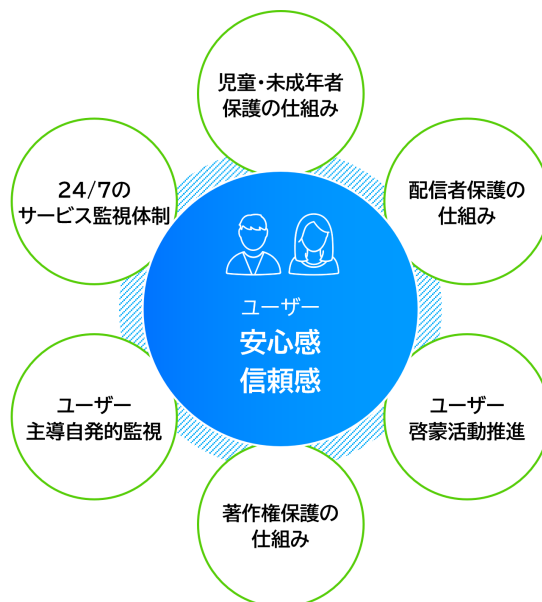 児童・未成年者
保護の仕組み
24/7の
サービス監視体制
配信者保護の
仕組み
ユーザー
安心感
信頼感
ユーザー
主導自発的監視
ユーザー
啓蒙活動推進
著作権保護の
仕組み